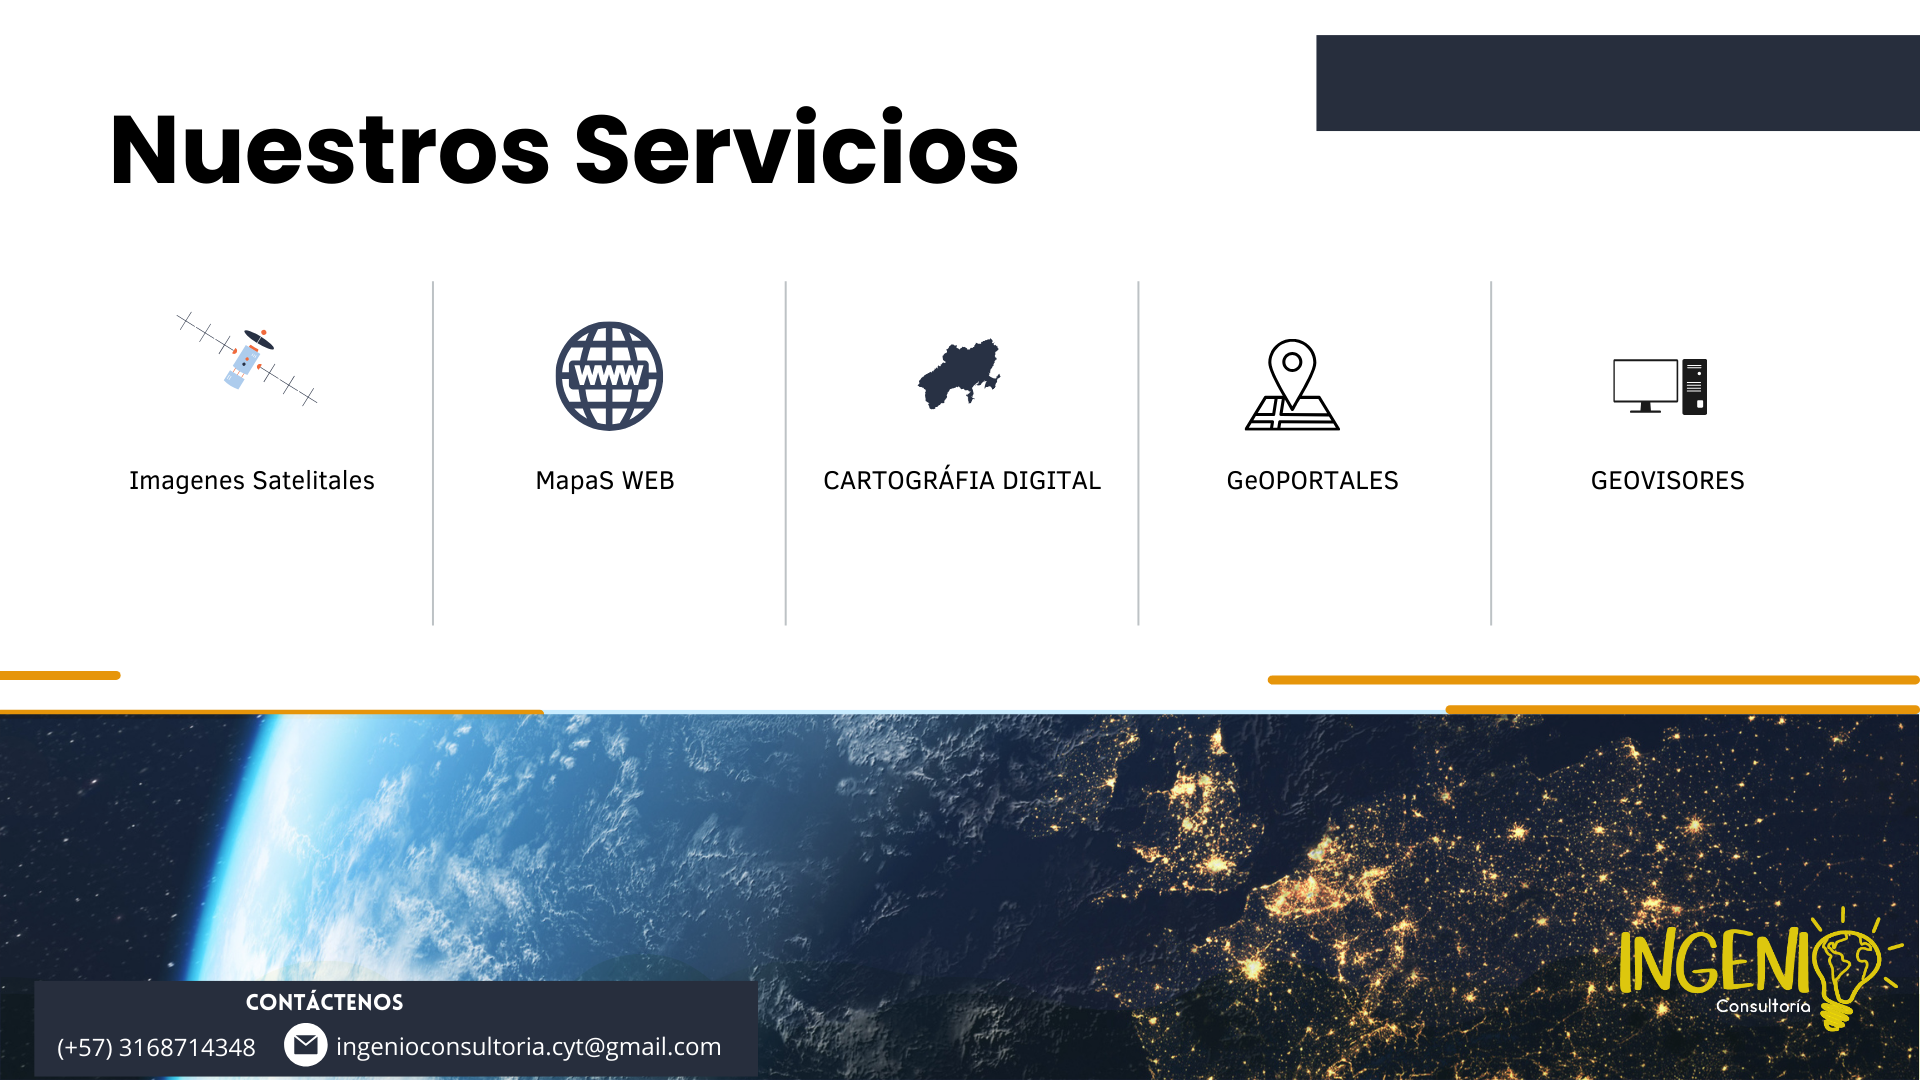 Nuestros Servicios
WWW
Imagenes Satelitales
MapaS WEB
CARTOGRÁFIA DIGITAL
GeOPORTALES
GEOVISORES
CONTÁCTENOS
(+57) 3168714348
ingenioconsultoria.cyt@gmail.com
INGENIO
Consultoría